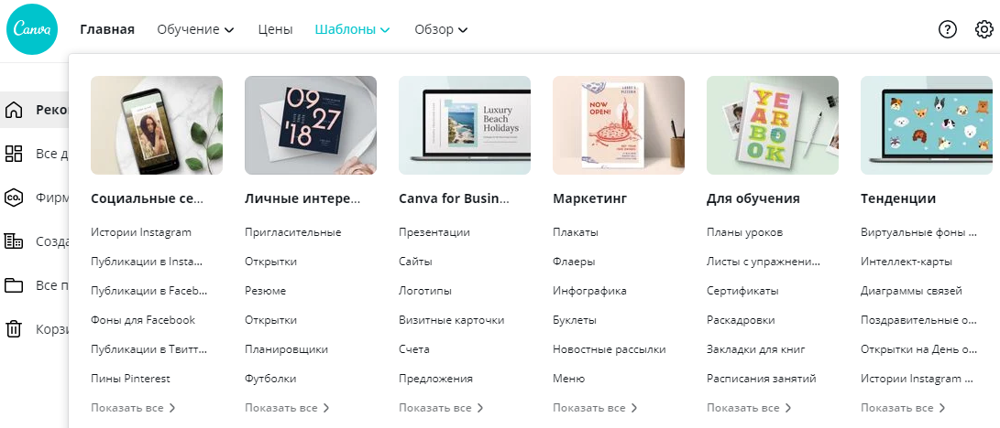 Canva
Главная
Обучение
Цены
Шаблоны
Обзор
Реко
Все д
Фирм
Созда
Все п
Корзи
09
27
'18
Luxury
Beach
Holidays
NOW
OPEN!
YE
AR
BO
OK
Социальные се...
Истории Instagram
Публикации в Insta...
Публикации в Faceb...
Фоны для Facebook
Публикации в Твитт...
Пины Pinterest
Показать все
Личные интере...
Пригласительные
Открытки
Резюме
Открытки
Планировщики
Футболки
Показать все
Canva for Busin...
Презентации
Сайты
Логотипы
Визитные карточки
Счета
Предложения
Показать все
Маркетинг
Плакаты
Флаеры
Инфографика
Буклеты
Новостные рассылки
Меню
Показать все
Для обучения
Планы уроков
Листы с упражнени...
Сертификаты
Раскадровки
Закладки для книг
Расписания занятий
Показать все
Тенденции
Виртуальные фоны ...
Интеллект-карты
Диаграммы связей
Поздравительные о...
Открытки на День о...
Истории Instagram ...
Показать все